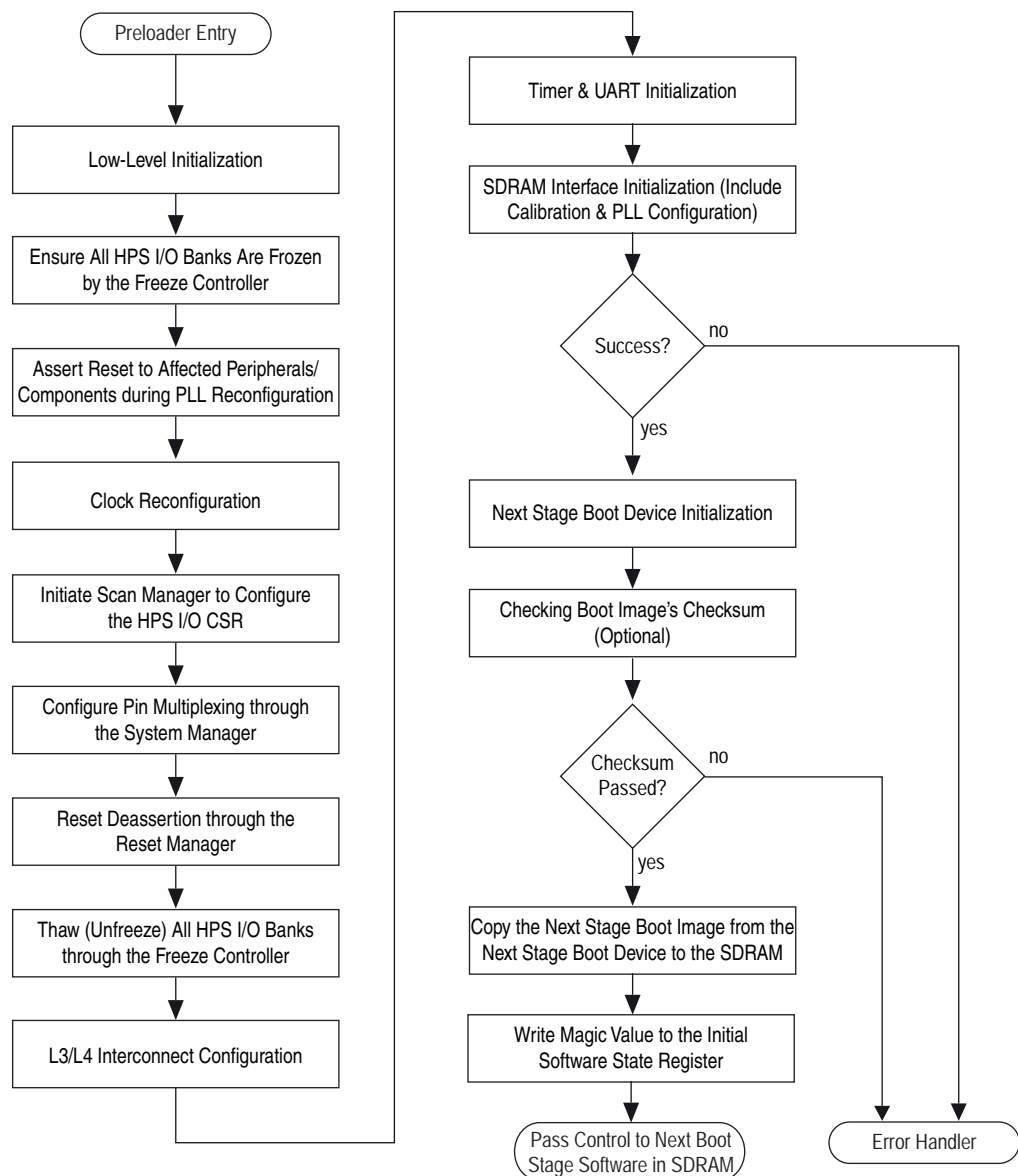 Preloader Entry
Low-Level Initialization
Ensure All HPS I/O Banks Are Frozen
by the Freeze Controller
Assert Reset to Affected Peripherals/
Components during PLL Reconfiguration
Clock Reconfiguration
Initiate Scan Manager to Configure
the HPS I/O CSR
Configure Pin Multiplexing through
the System Manager
Reset Deassertion through the
Reset Manager
Thaw (Unfreeze) All HPS I/O Banks
through the Freeze Controller
L3/L4 Interconnect Configuration
Timer & UART Initialization
SDRAM Interface Initialization (Include
Calibration & PLL Configuration)
Success?
no
yes
Next Stage Boot Device Initialization
Checking Boot Image's Checksum
(Optional)
Checksum
Passed?
no
yes
Copy the Next Stage Boot Image from the
Next Stage Boot Device to the SDRAM
Write Magic Value to the Initial
Software State Register
Pass Control to Next Boot
Stage Software in SDRAM
Error Handler